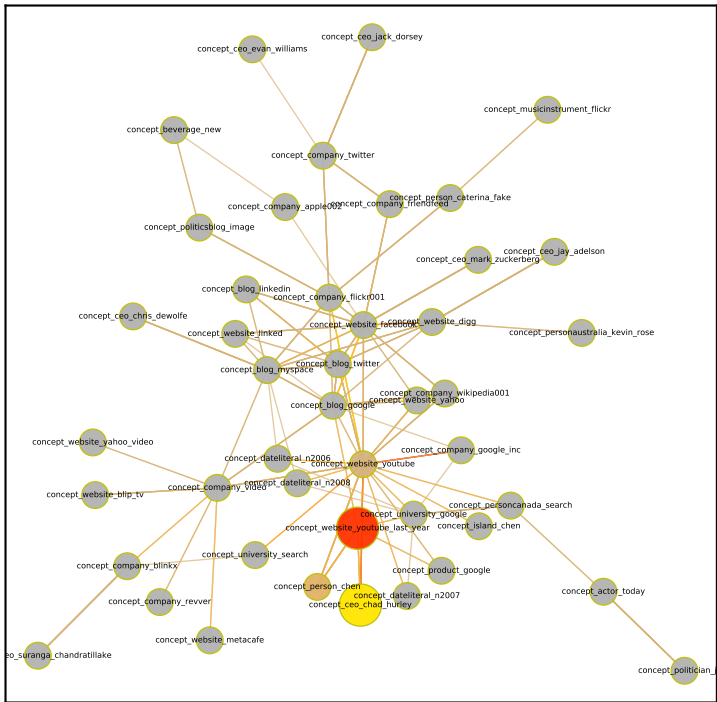 concept_ceo_jack_dorsey
concept_ceo_evan_williams
concept_musicinstrument_flickr
concept_beverage_new
concept_company_twitter
concept_person_caterina_fake
concept_company_friendfeed
concept_company_apple002
concept_politicsblog_image
concept_ceo_jay_adelson
concept_ceo_mark_zuckerberg
concept_blog_linkedin
concept_company_flickr001
concept_ceo_chris_dewolfe
concept_website_digg
concept_website_facebook
concept_website_linked
concept_personaustralia_kevin_rose
concept_blog_twitter
concept_blog_myspace
concept_company_wikipedia001
concept_website_yahoo
concept_blog_google
concept_website_yahoo_video
concept_company_google_inc
concept_dateliteral_n2006
concept_website_youtube
concept_dateliteral_n2008
concept_company_video
concept_website_blip_tv
concept_personcanada_search
concept_university_google
concept_island_chen
concept_website_youtube_last_year
concept_university_search
concept_company_blinkx
concept_product_google
concept_person_chen
concept_actor_today
concept_dateliteral_n2007
concept_company_revver
concept_ceo_chad_hurley
concept_website_metacafe
eo_suranga_chandratillake
concept_politician_j